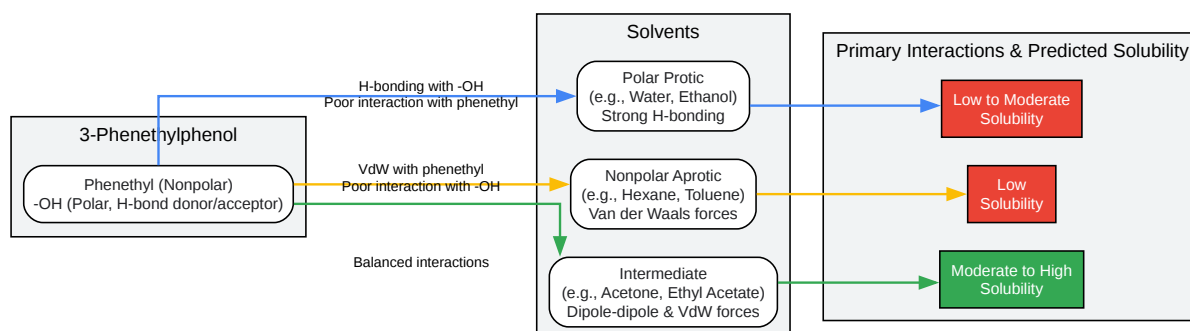 3-Phenethylphenol
Phenethyl (Nonpolar)
-OH (Polar, H-bond donor/acceptor)
H-bonding with -OH
Poor interaction with phenethyl
VdW with phenethyl
Poor interaction with -OH
Balanced interactions
Solvents
Polar Protic
(e.g., Water, Ethanol)
Strong H-bonding
Nonpolar Aprotic
(e.g., Hexane, Toluene)
Van der Waals forces
Intermediate
(e.g., Acetone, Ethyl Acetate)
Dipole-dipole & VdW forces
Primary Interactions & Predicted Solubility
Low to Moderate
Solubility
Low
Solubility
Moderate to High
Solubility